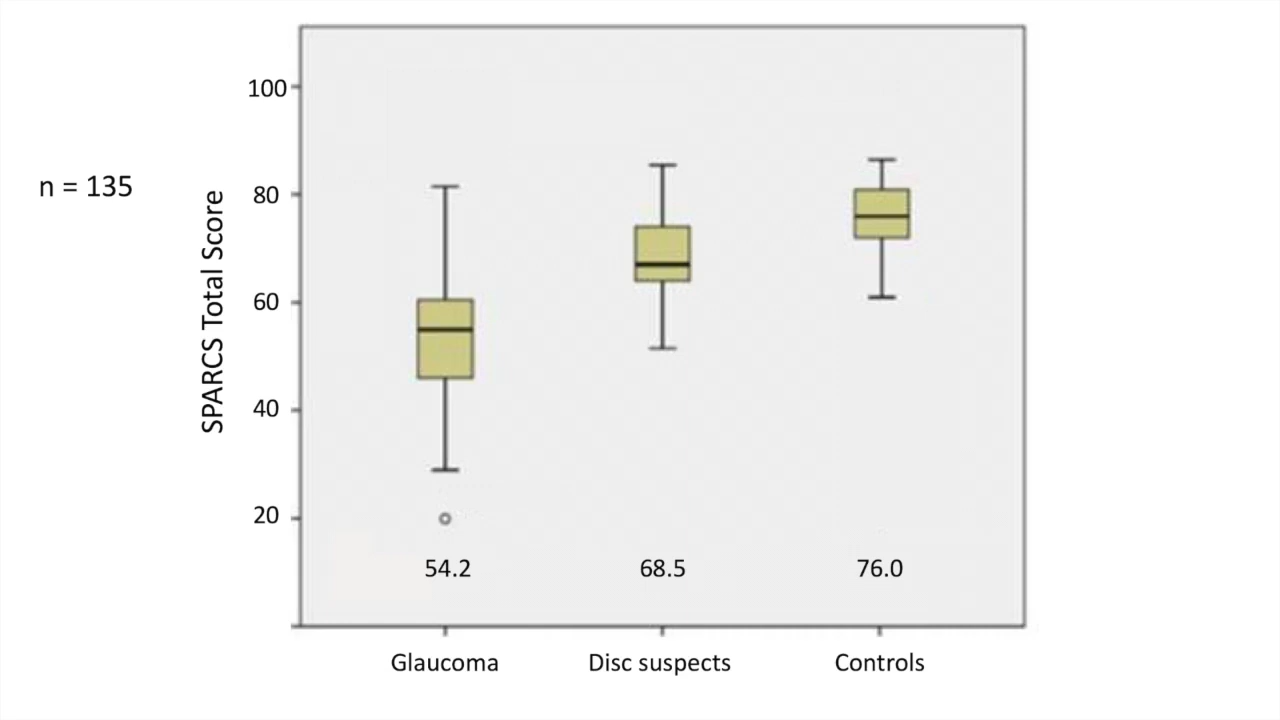 n = 135
SPARCS Total Score
100
80
60
40
20
54.2 68.5 76.0
Glaucoma Disc suspects Controls